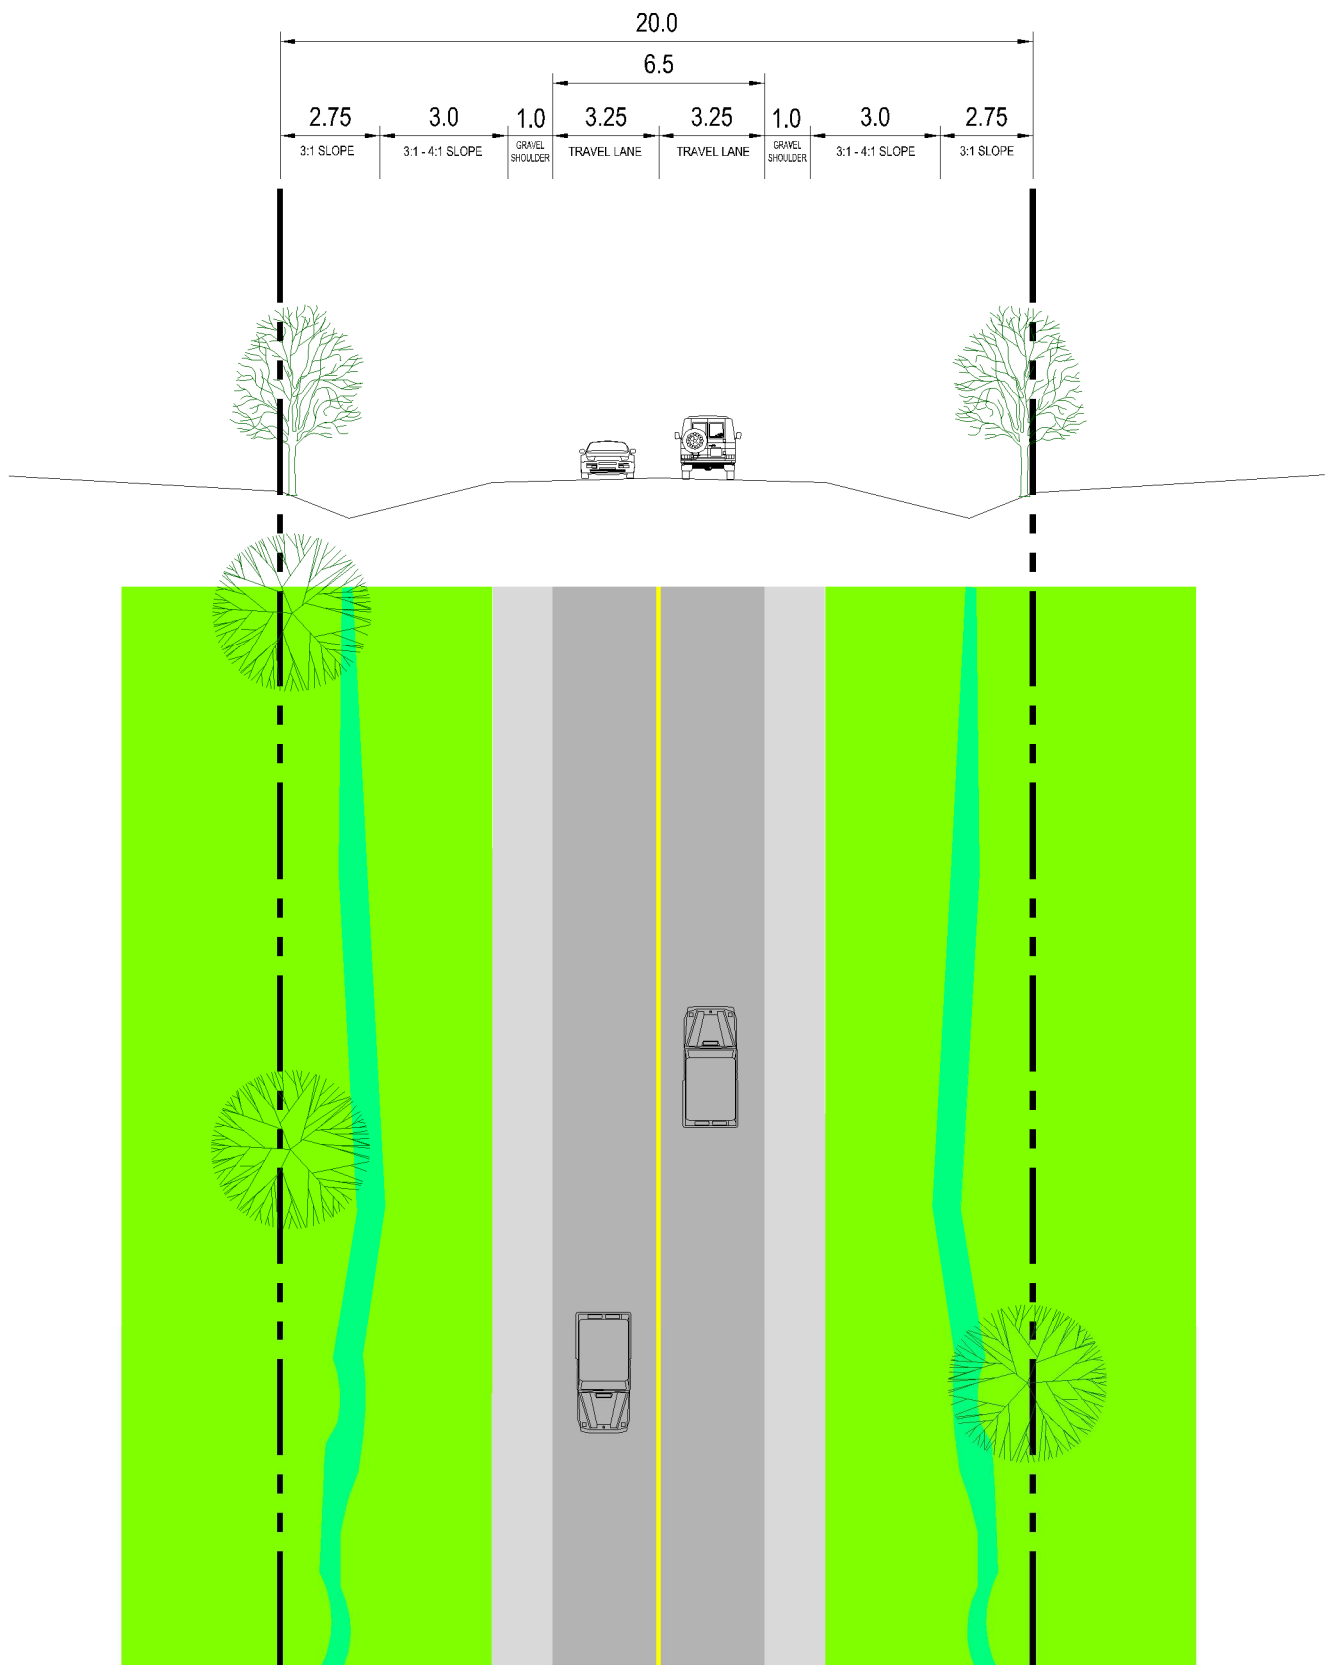 20.0
6.5
2.75 3.0 1.0 3.25 3.25 1.0 3.0 2.75
3:1 SLOPE 3:1 - 4:1 SLOPE GRAVEL SHOULDER TRAVEL LANE TRAVEL LANE GRAVEL SHOULDER 3:1 - 4:1 SLOPE 3:1 SLOPE